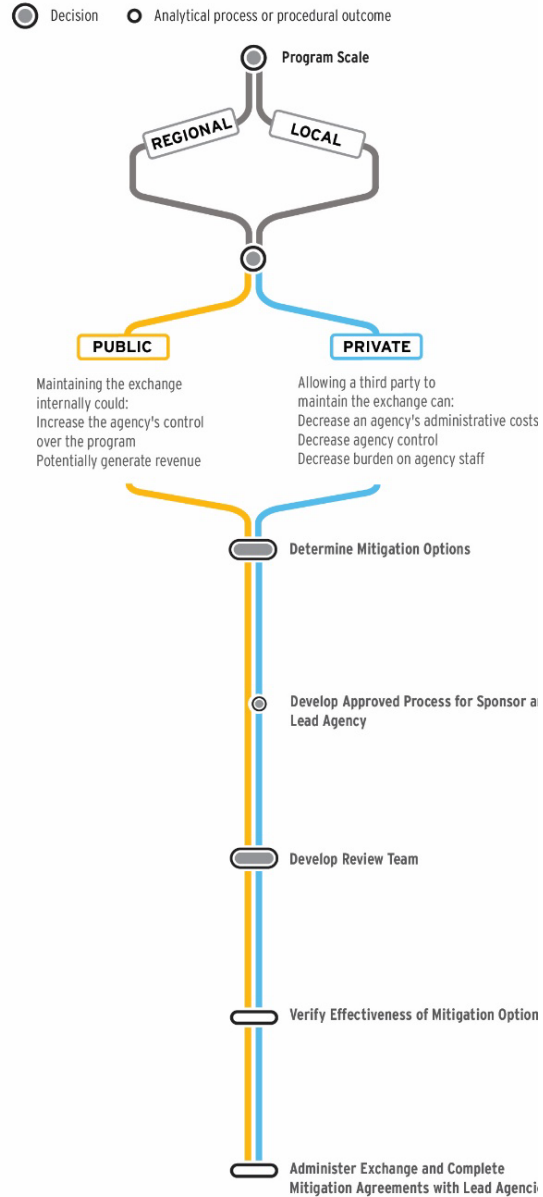 Decision
Analytical process or procedural outcome
Program Scale
REGIONAL
LOCAL
PUBLIC
Maintaining the exchange
internally could:
Increase the agency's control
over the program
Potentially generate revenue
PRIVATE
Allowing a third party to
maintain the exchange can:
Decrease an agency's administrative costs
Decrease agency control
Decrease burden on agency staff
Determine Mitigation Options
Develop Approved Process for Sponsor
Lead Agency
Develop Review Team
Verify Effectiveness of Mitigation Option
Administer Exchange and Complete
Mitigation Agreements with Lead